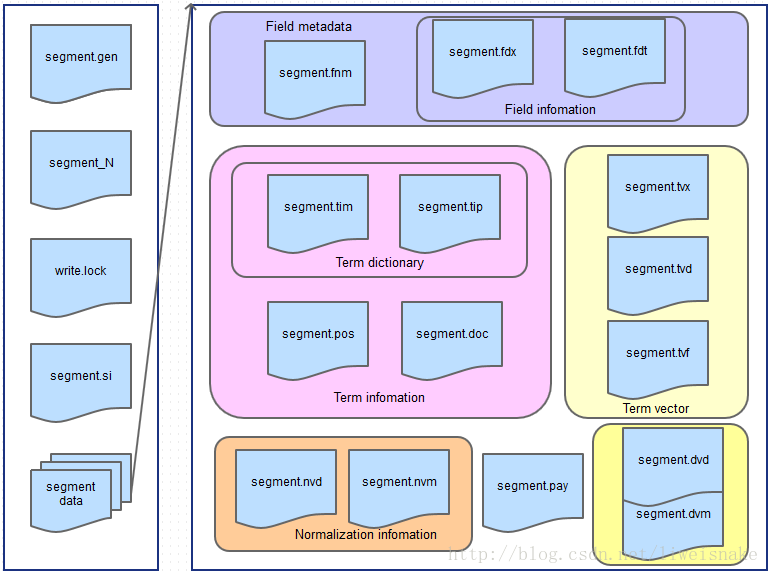 segment.gen
segment_N
write.lock
segment.si
segment
data
Field metadata
segment.fnm
segment.fdx
segment.fdt
Field infomation
segment.tim
segment.tip
Term dictionary
segment.pos
segment.doc
Term infomation
segment.tvx
segment.tvd
segment.tvf
Term vector
segment.nvd
segment.nvm
Normalization infomation
segment.pay
segment.dvd
segment.dvm
http://blog.csdn.net/liweisnake